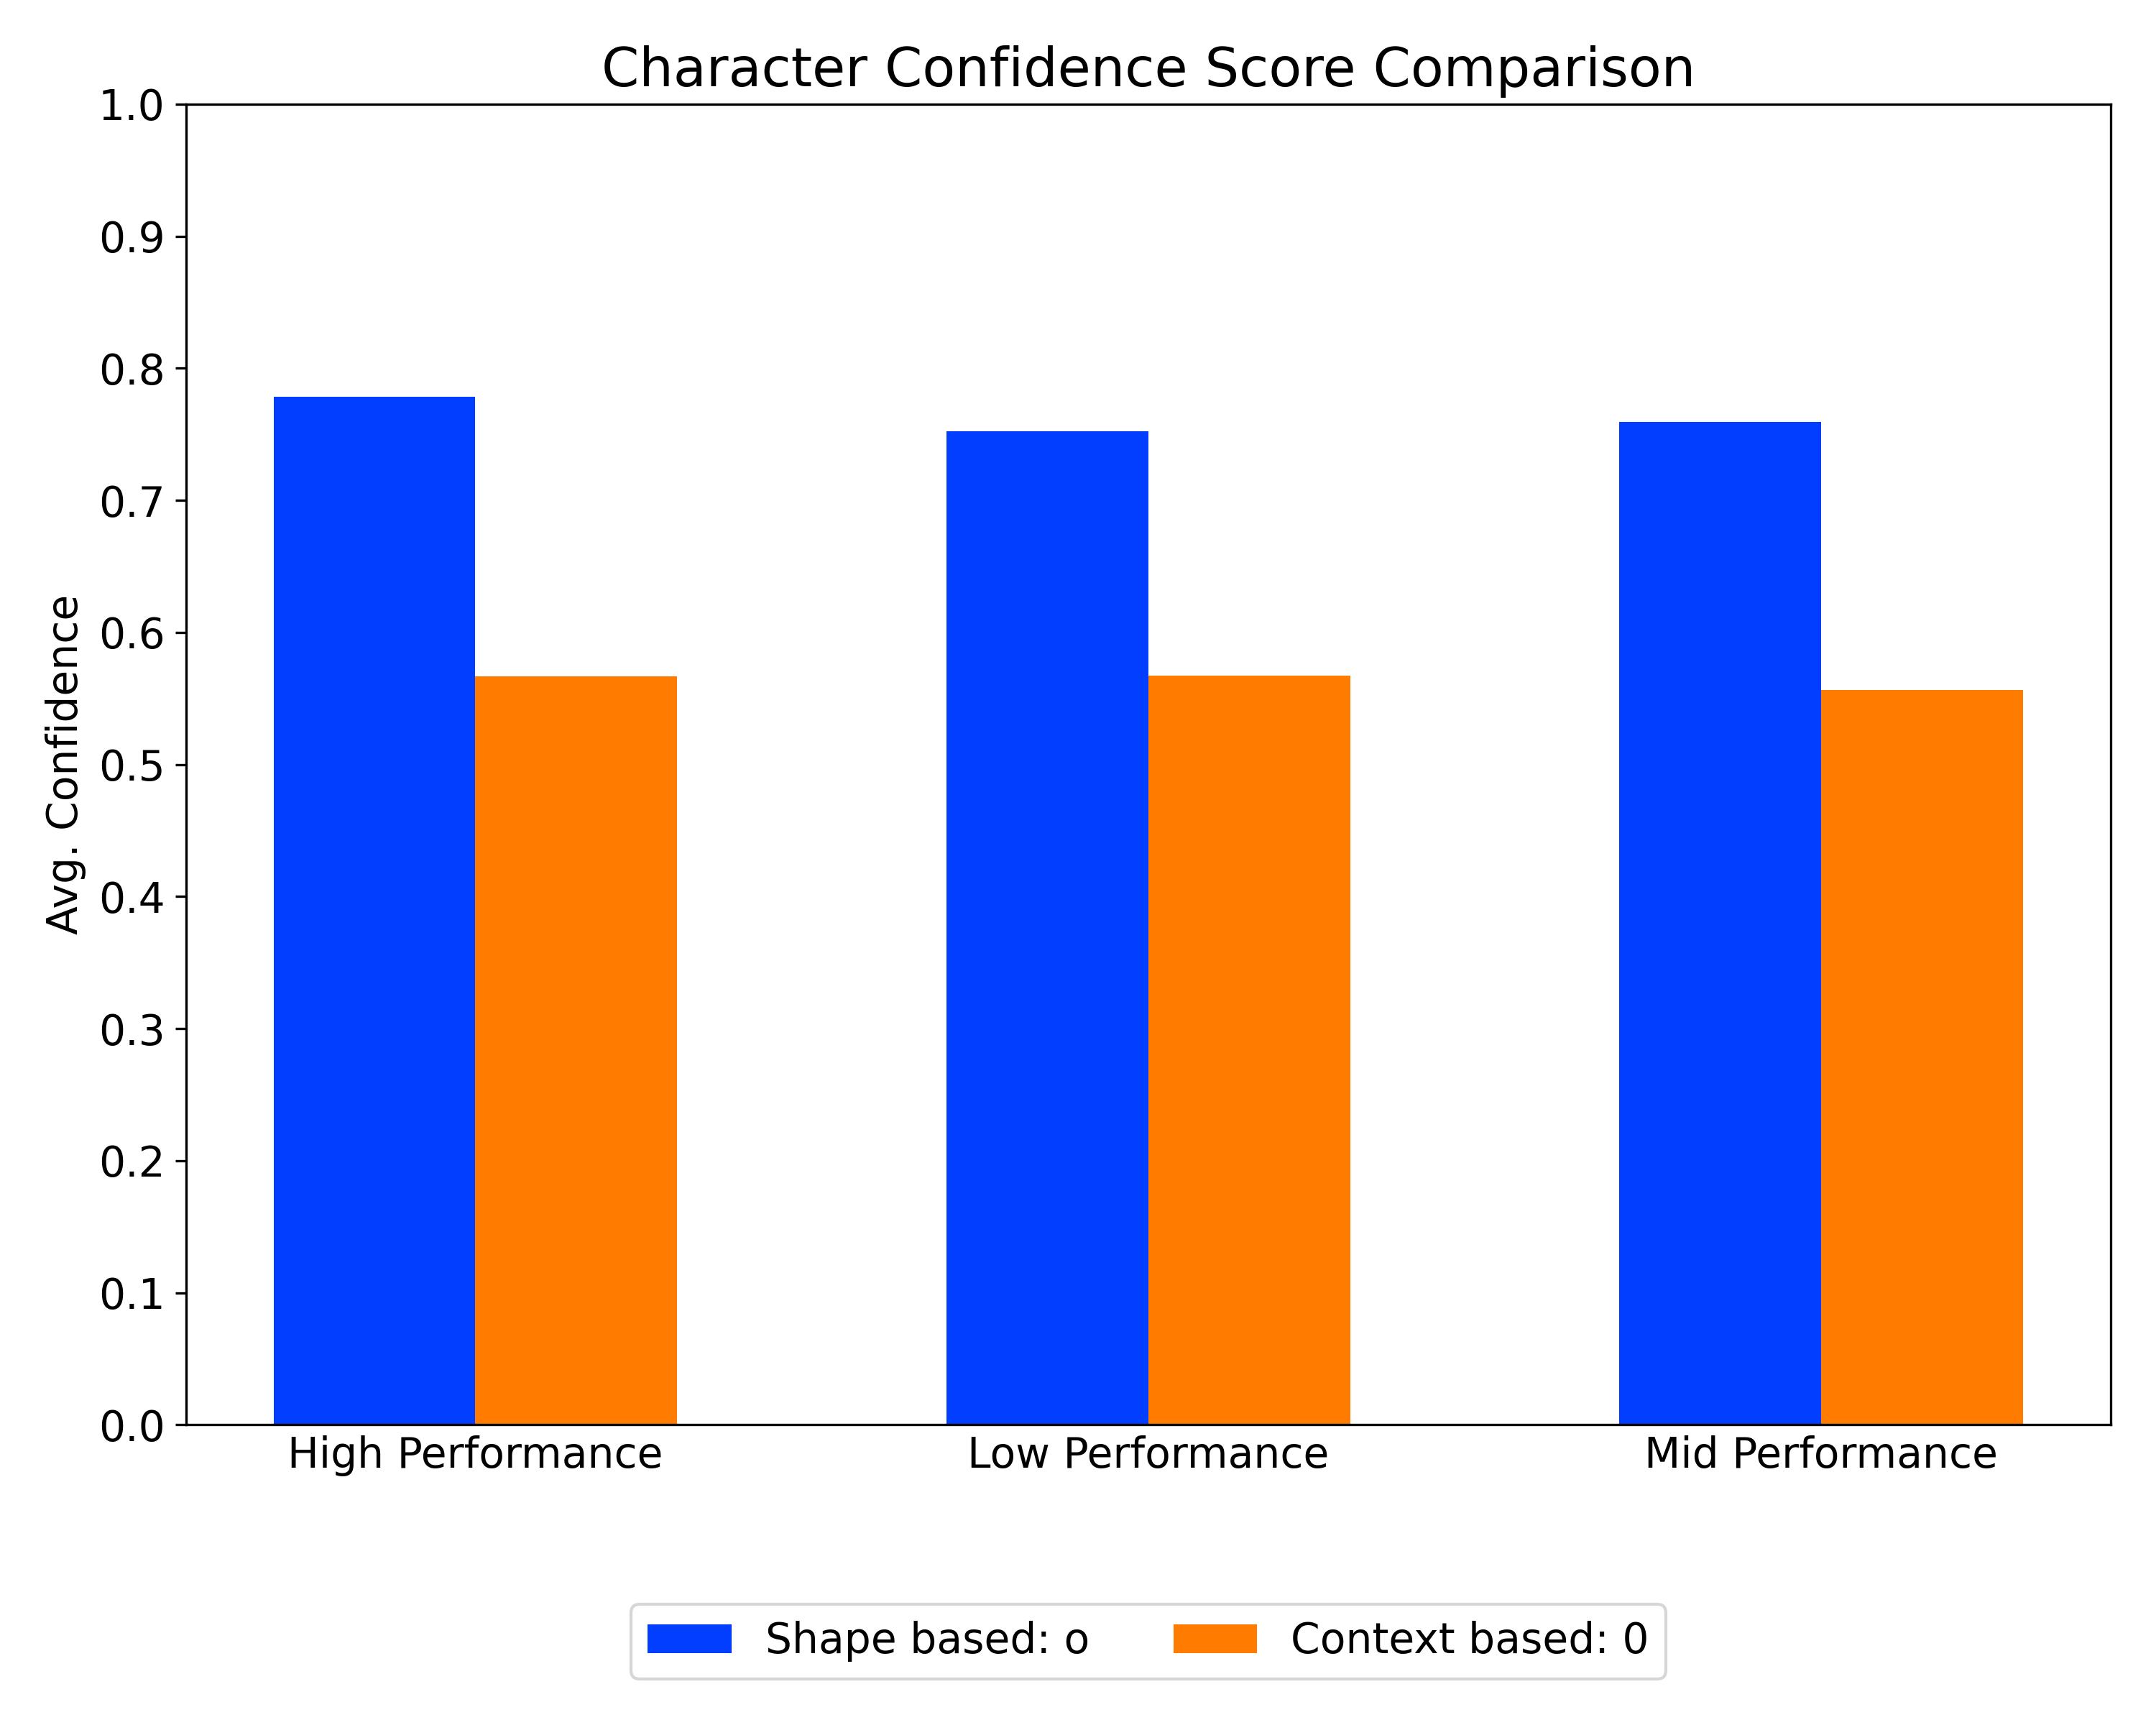 Character Confidence Score Comparison
1.0
0.9
0.8
0.7
0.6
0.5
0.4
0.3
0.2
0.1
0.0
Avg. Confidence
High Performance Low Performance Mid Performance
Shape based: o Context based: 0